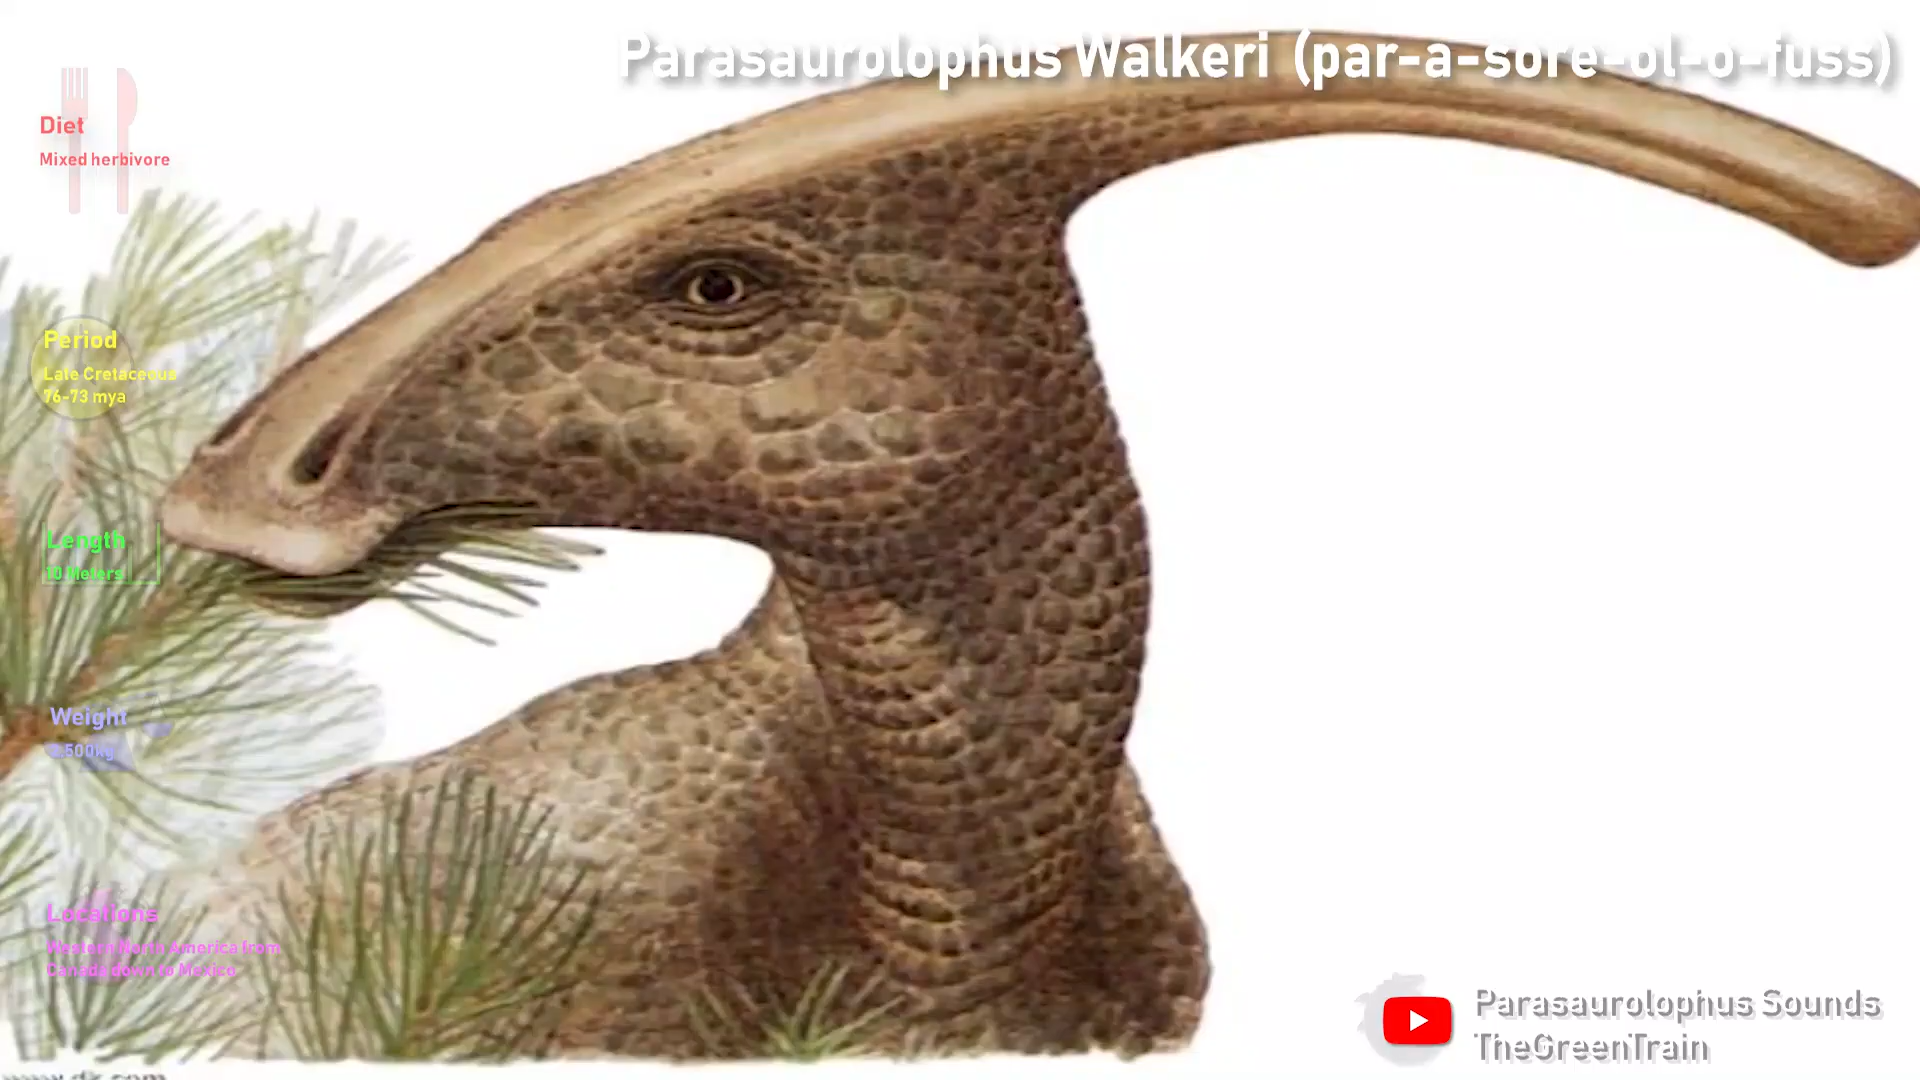 Parasaurolophus Walkeri (par-a-sore-ol-o-fuss)
Diet
Mixed herbivore
Period
Late Cretaceous
76-73 mya
Length
10 Meters
Weight
Locations
Western North America from
Canada down to Mexico
Parasaurolophus Sounds
TheGreenTrain